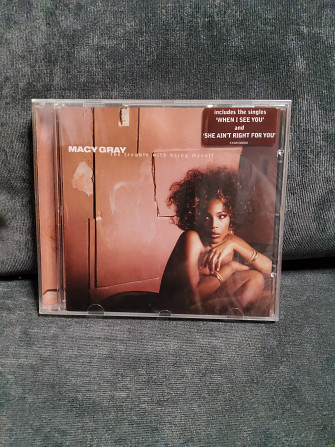 includes the singles
'WHEN I SEE YOU'
and
'SHE AIN'T RIGHT FOR YOU'
MACY GRAY
the trouble with being myself